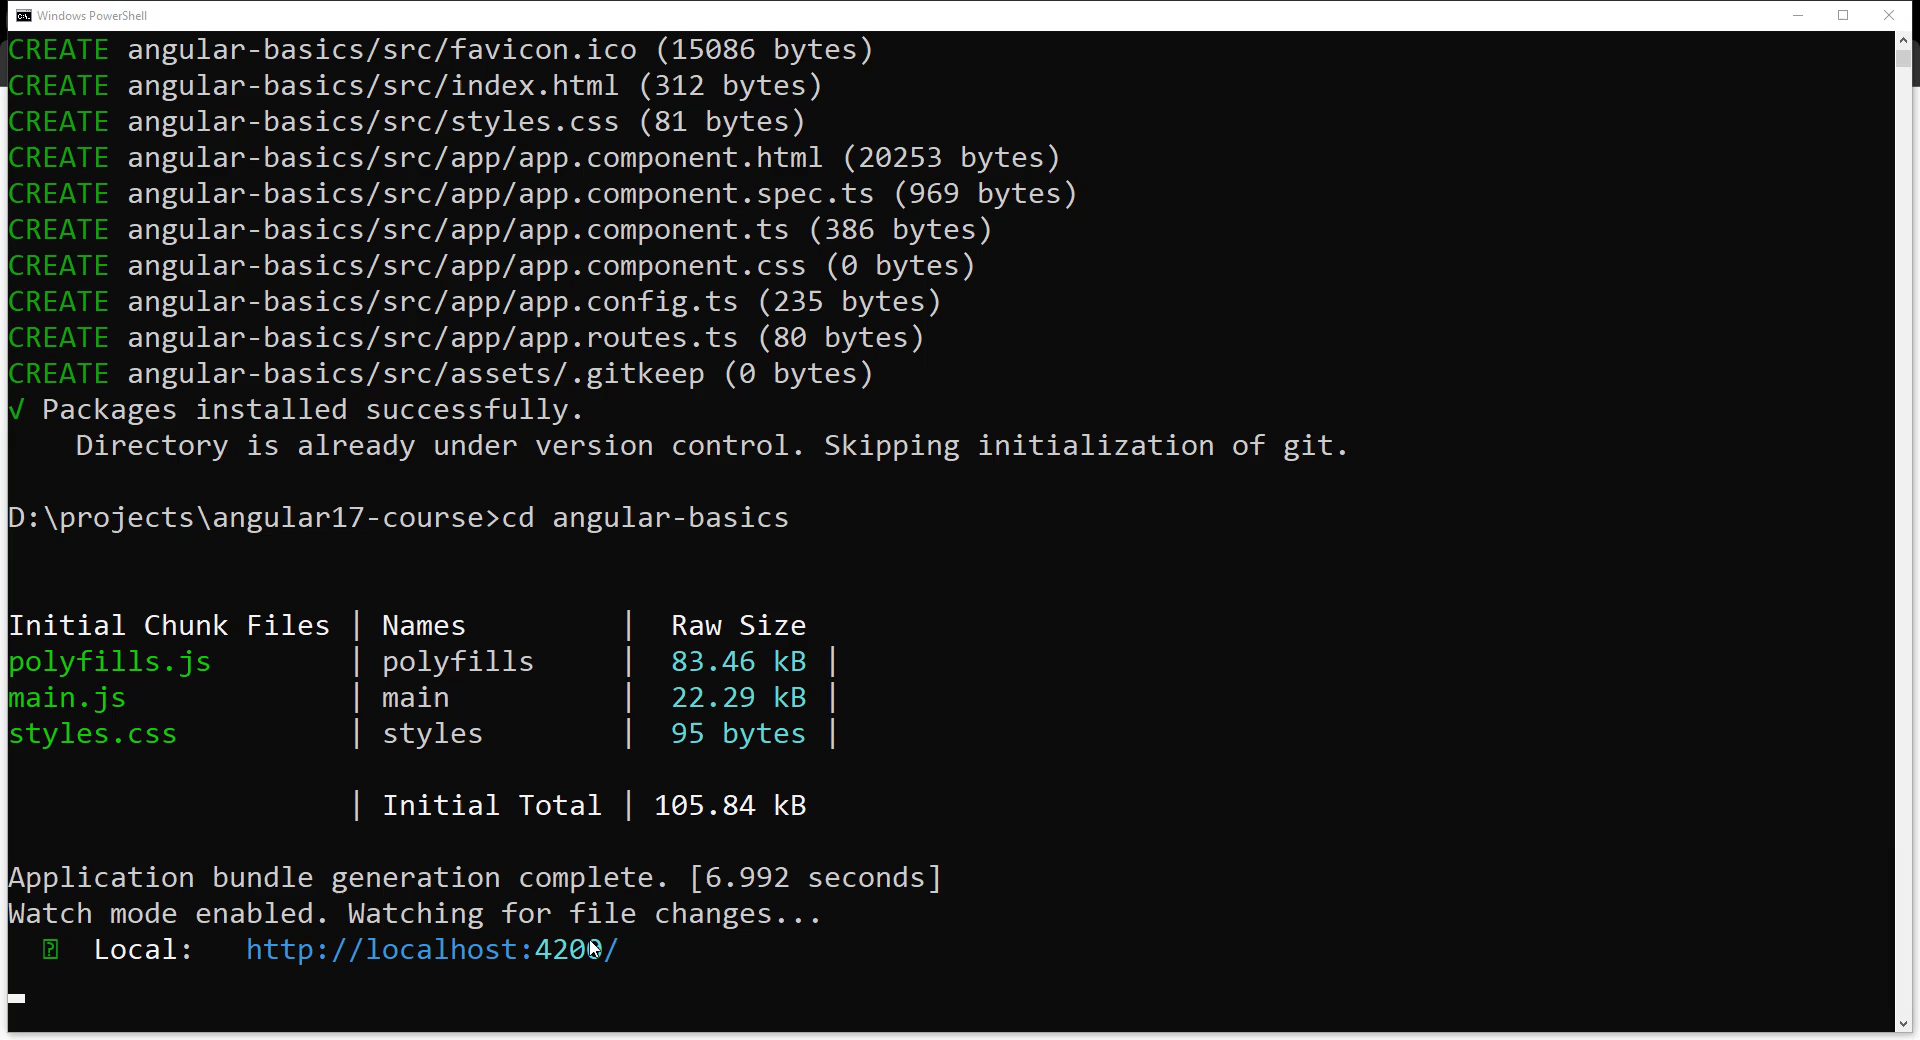 Windows PowerShell
CREATE angular-basics/src/favicon.ico (15086 bytes)
CREATE angular-basics/src/index.html (312 bytes)
CREATE angular-basics/src/styles.css (81 bytes)
CREATE angular-basics/src/app/app.component.html (20253 bytes)
CREATE angular-basics/src/app/app.component.spec.ts (969 bytes)
CREATE angular-basics/src/app/app.component.ts (386 bytes)
CREATE angular-basics/src/app/app.component.css (0 bytes)
CREATE angular-basics/src/app/app.config.ts (235 bytes)
CREATE angular-basics/src/app/app.routes.ts (80 bytes)
CREATE angular-basics/src/assets/.gitkeep (0 bytes)
√ Packages installed successfully.
Directory is already under version control. Skipping initialization of git.
D:\projects\angular17-course>cd angular-basics
Initial Chunk Files | Names | Raw Size
polyfills.js | polyfills | 83.46 kB |
main.js | main | 22.29 kB |
styles.css | styles | 95 bytes |
| Initial Total | 105.84 kB
Application bundle generation complete. [6.992 seconds]
Watch mode enabled. Watching for file changes...
Local: http://localhost:4200/